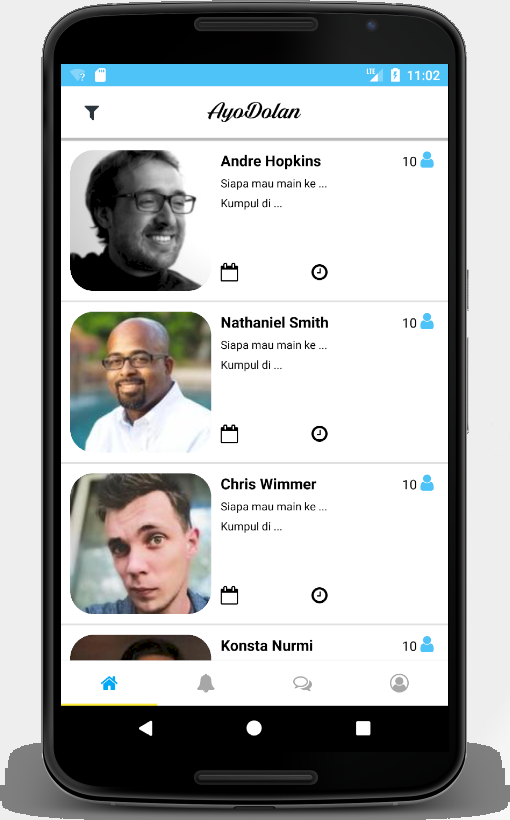 LTE 11:02
AyoDolan
Andre Hopkins 10
Siapa mau main ke ...
Kumpul di ...
Nathaniel Smith 10
Siapa mau main ke ...
Kumpul di ...
Chris Wimmer 10
Siapa mau main ke ...
Kumpul di ...
Konsta Nurmi 10